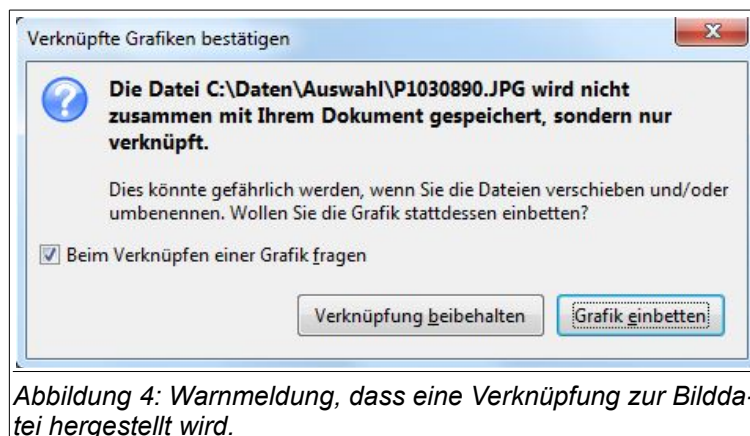 Verknüpfte Grafiken bestätigen
Die Datei C:\Daten\Auswahl\P1030890.JPG wird nicht
zusammen mit Ihrem Dokument gespeichert, sondern nur
verknüpft.
Dies könnte gefährlich werden, wenn Sie die Dateien verschieben und/oder
umbenennen. Wollen Sie die Grafik stattdessen einbetten?
Beim Verknüpfen einer Grafik fragen
Verknüpfung beibehalten
Grafik einbetten
Abbildung 4: Warnmeldung, dass eine Verknüpfung zur Bildda-
tei hergestellt wird.